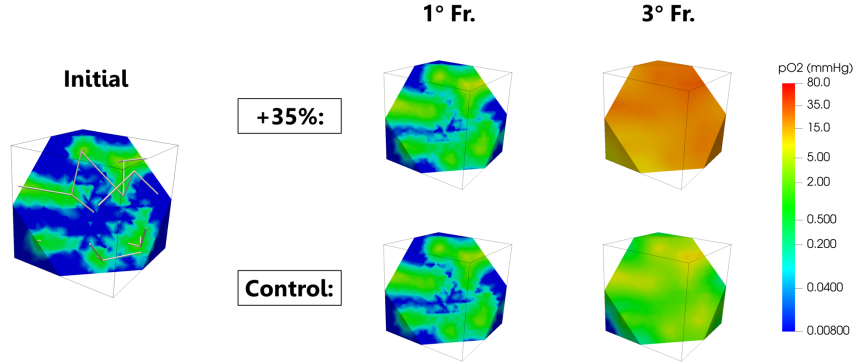 1° Fr.
3° Fr.
Initial
+35%:
Control:
pO2 (mmHg)
80.0
35.0
15.0
5.00
2.00
0.500
0.200
0.0400
0.00800